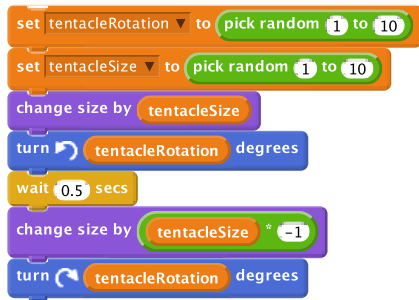 set tentacleRotation ▼ to pick random 1 to 10
set tentacleSize ▼ to pick random 1 to 10
change size by tentacleSize
turn ↶ tentacleRotation degrees
wait 0.5 secs
change size by tentacleSize * -1
turn ↷ tentacleRotation degrees